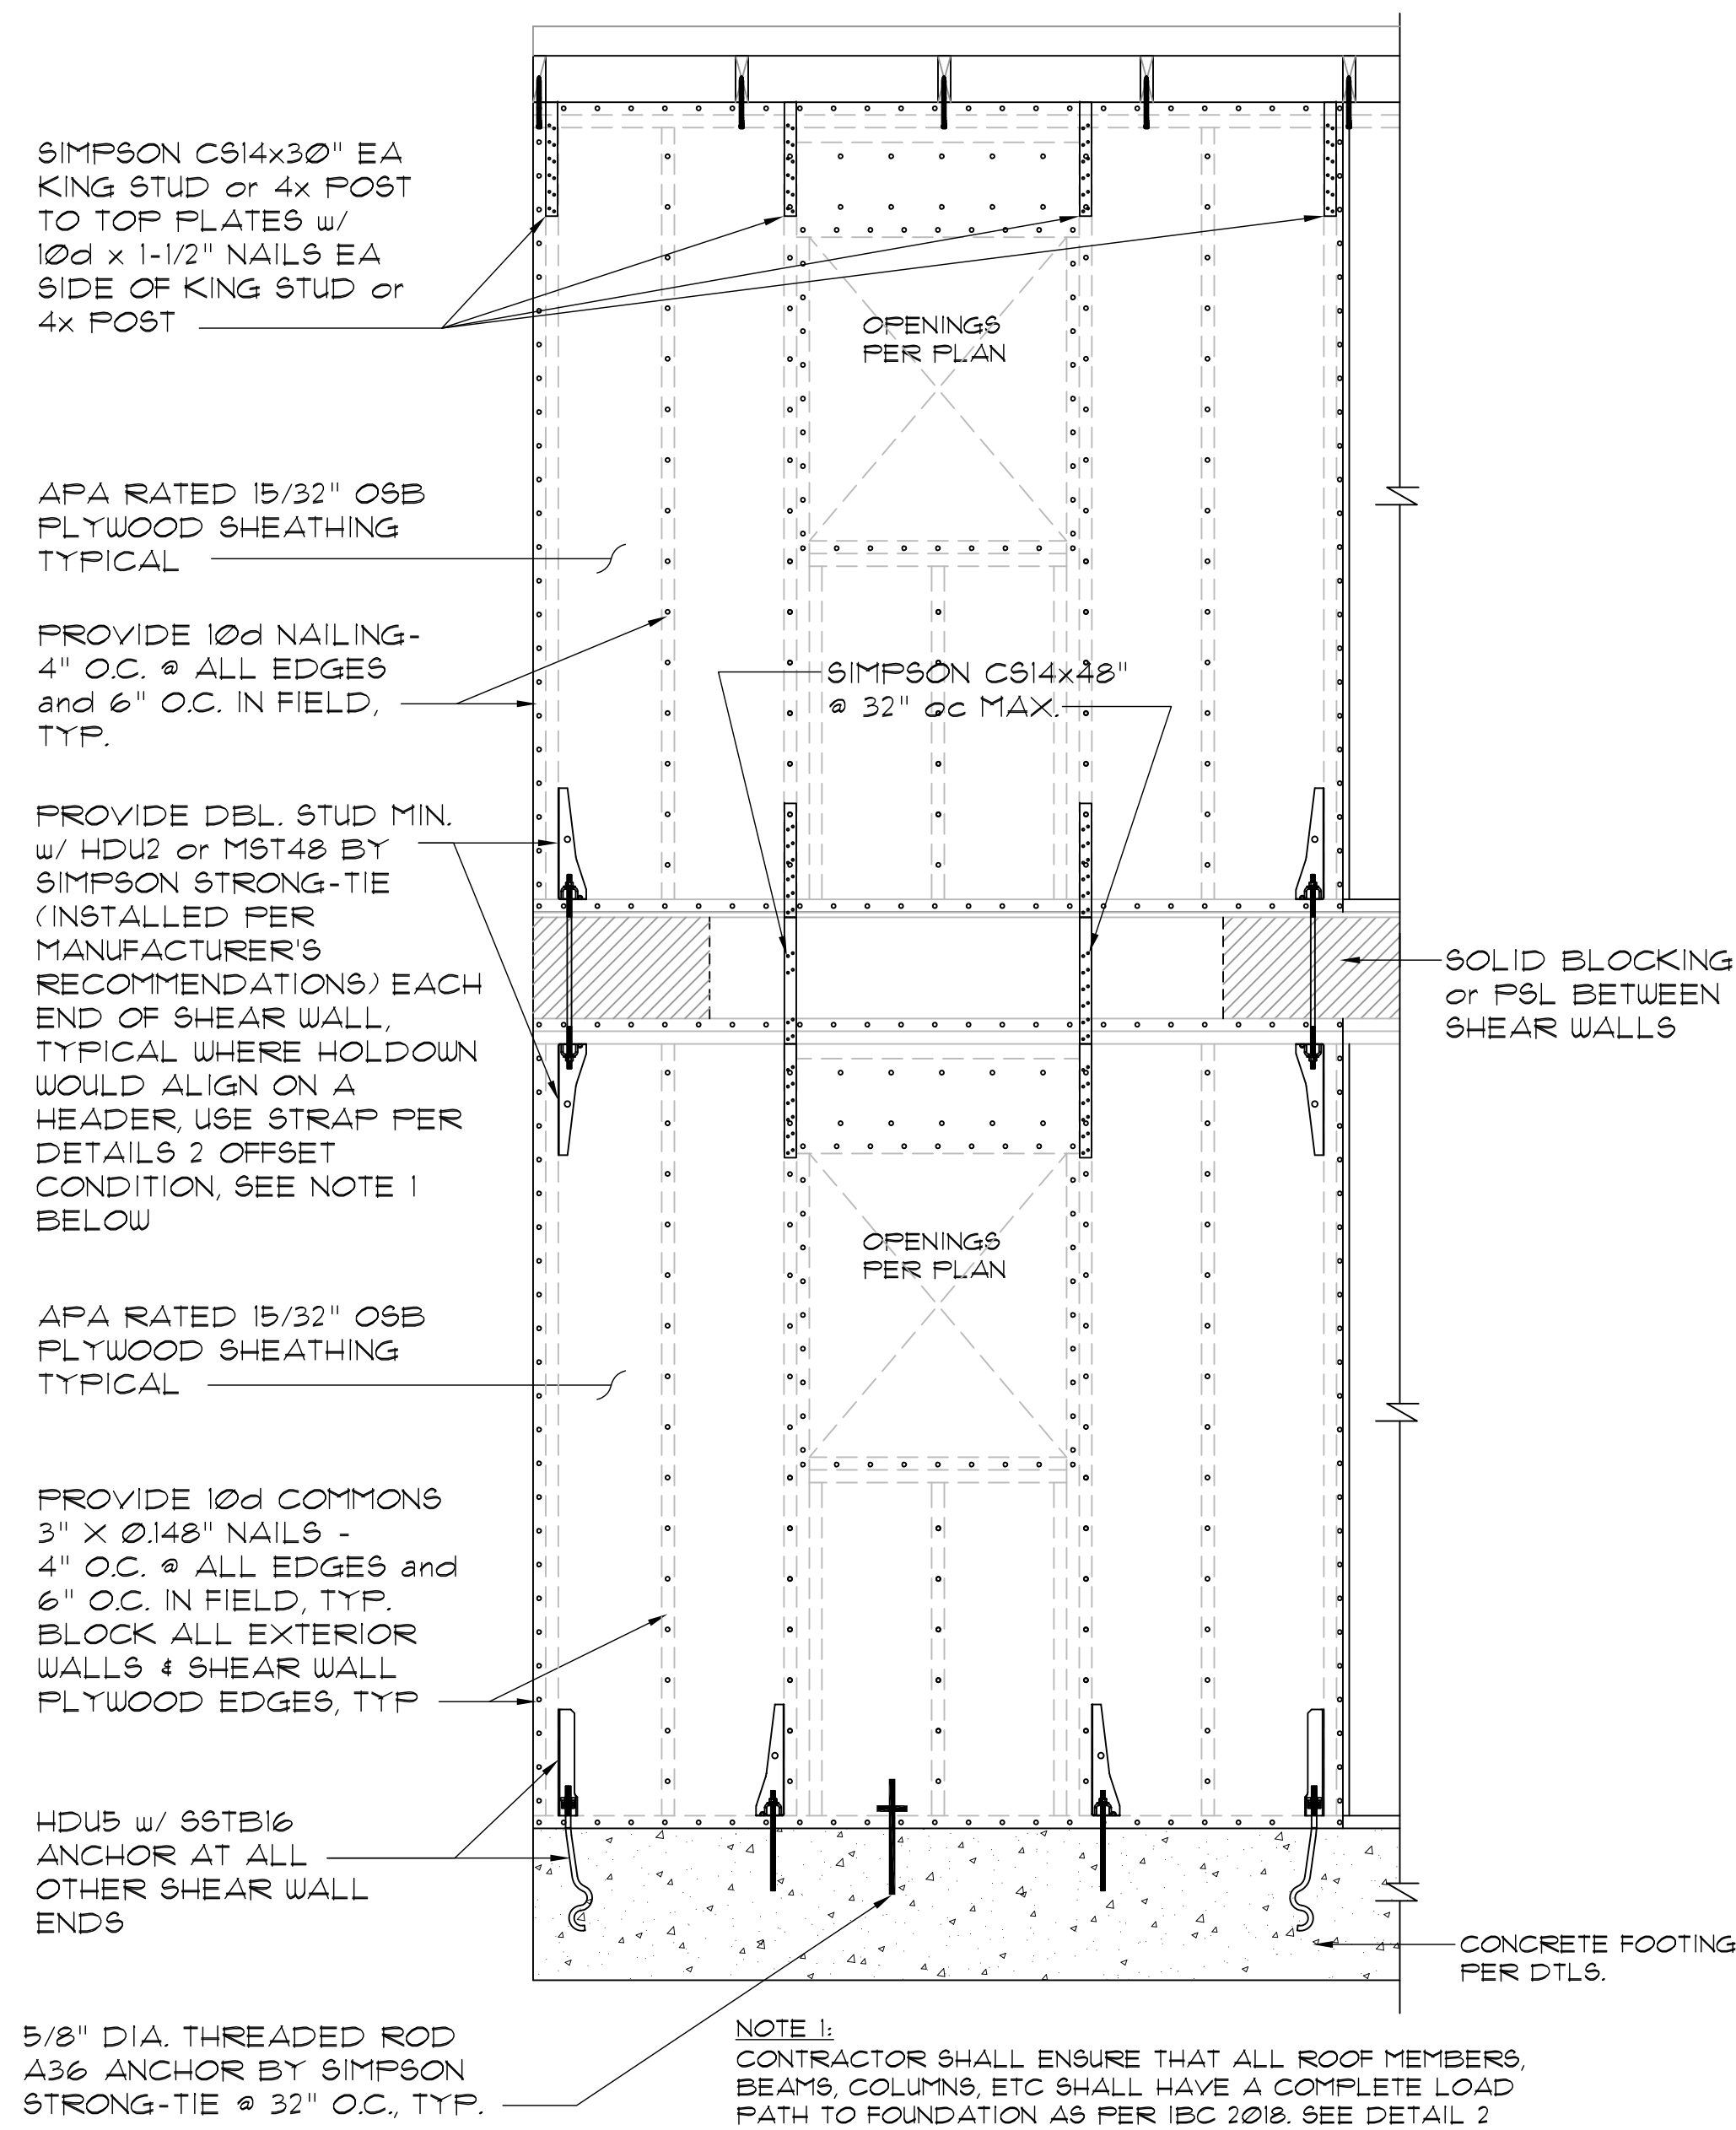 SIMPSON CS14x30" EA
KING STUD or 4x POST
TO TOP PLATES w/
10d x 1-1/2" NAILS EA
SIDE OF KING STUD or
4x POST
OPENINGS
PER PLAN
APA RATED 15/32" OSB
PLYWOOD SHEATHING
TYPICAL
PROVIDE 10d NAILING-
4" O.C. @ ALL EDGES
and 6" O.C. IN FIELD,
TYP.
SIMPSON CS14x48"
@ 32" oc MAX.
PROVIDE DBL. STUD MIN.
w/ HDU2 or MST48 BY
SIMPSON STRONG-TIE
(INSTALLED PER
MANUFACTURER'S
RECOMMENDATIONS) EACH
END OF SHEAR WALL,
TYPICAL WHERE HOLDOWN
WOULD ALIGN ON A
HEADER, USE STRAP PER
DETAILS 2 OFFSET
CONDITION, SEE NOTE 1
BELOW
SOLID BLOCKING
or PSL BETWEEN
SHEAR WALLS
OPENINGS
PER PLAN
APA RATED 15/32" OSB
PLYWOOD SHEATHING
TYPICAL
PROVIDE 10d COMMONS
3" X 0.148" NAILS -
4" O.C. @ ALL EDGES and
6" O.C. IN FIELD, TYP.
BLOCK ALL EXTERIOR
WALLS & SHEAR WALL
PLYWOOD EDGES, TYP
HDU5 w/ SSTB16
ANCHOR AT ALL
OTHER SHEAR WALL
ENDS
CONCRETE FOOTING
PER DTLS.
5/8" DIA. THREADED ROD
A36 ANCHOR BY SIMPSON
STRONG-TIE @ 32" O.C., TYP.
NOTE 1:
CONTRACTOR SHALL ENSURE THAT ALL ROOF MEMBERS,
BEAMS, COLUMNS, ETC SHALL HAVE A COMPLETE LOAD
PATH TO FOUNDATION AS PER IBC 2018. SEE DETAIL 2